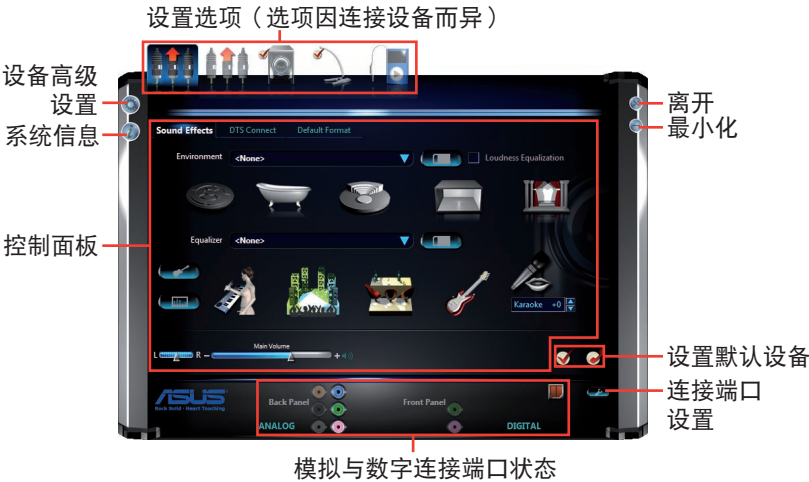 设置选项（选项因连接设备而异）
设备高级
设置
系统信息
离开
最小化
Sound Effects DTS Connect Default Format
Environment <None> Loudness Equalization
控制面板
Equalizer <None>
Karaoke +0
Main Volume
L R - +
设置默认设备
连接端口
设置
ASUS
Rock Solid · Heart Touching
Back Panel Front Panel
ANALOG DIGITAL
模拟与数字连接端口状态